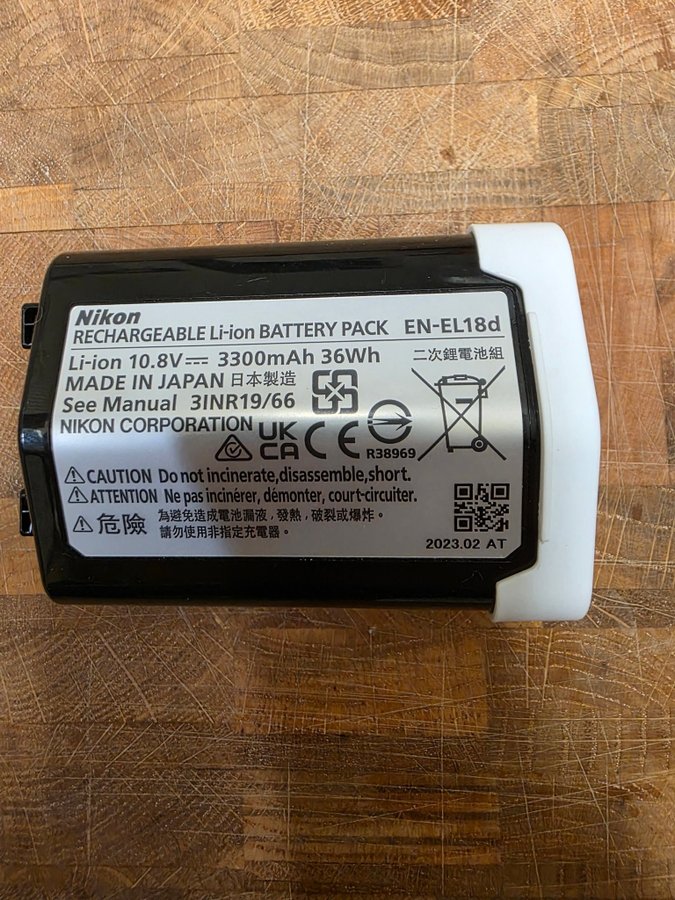 Nikon
RECHARGEABLE Li-ion BATTERY PACK EN-EL18d
Li-ion 10.8V⎓ 3300mAh 36Wh 二次鋰電池組
MADE IN JAPAN 日本製造
See Manual 3INR19/66
NIKON CORPORATION UK CA CE R38969
CAUTION Do not incinerate,disassemble,short.
ATTENTION Ne pas incinérer, démonter, court-circuiter.
危險 為避免造成電池漏液，發熱，破裂或爆炸。
請勿使用非指定充電器。
2023.02 AT